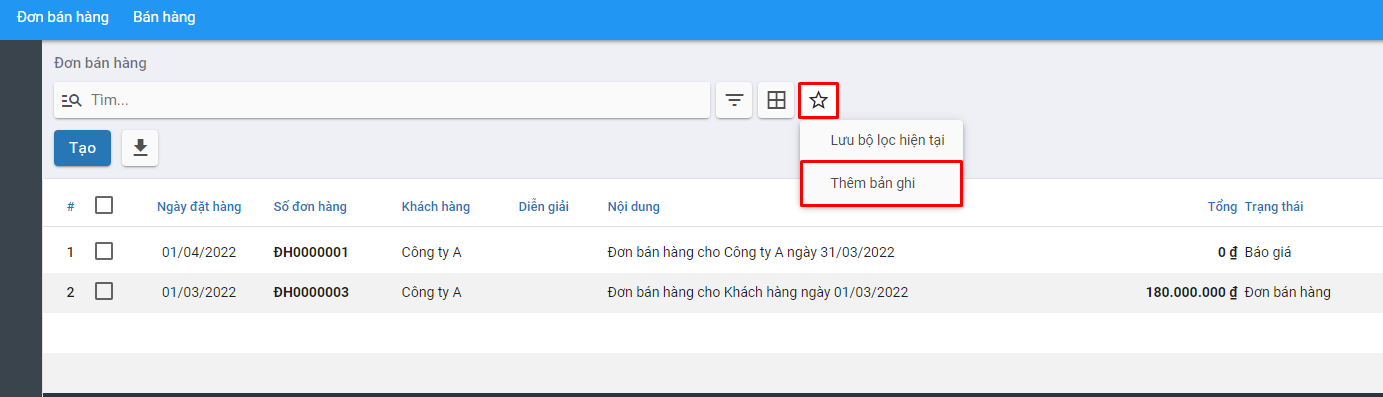 Đơn bán hàng Bán hàng
Đơn bán hàng
Tìm...
Lưu bộ lọc hiện tại
Tạo
Thêm bản ghi
# Ngày đặt hàng Số đơn hàng Khách hàng Diễn giải Nội dung Tổng Trạng thái
1 01/04/2022 ĐH0000001 Công ty A Đơn bán hàng cho Công ty A ngày 31/03/2022 0 ₫ Báo giá
2 01/03/2022 ĐH0000003 Công ty A Đơn bán hàng cho Khách hàng ngày 01/03/2022 180.000.000 ₫ Đơn bán hàng